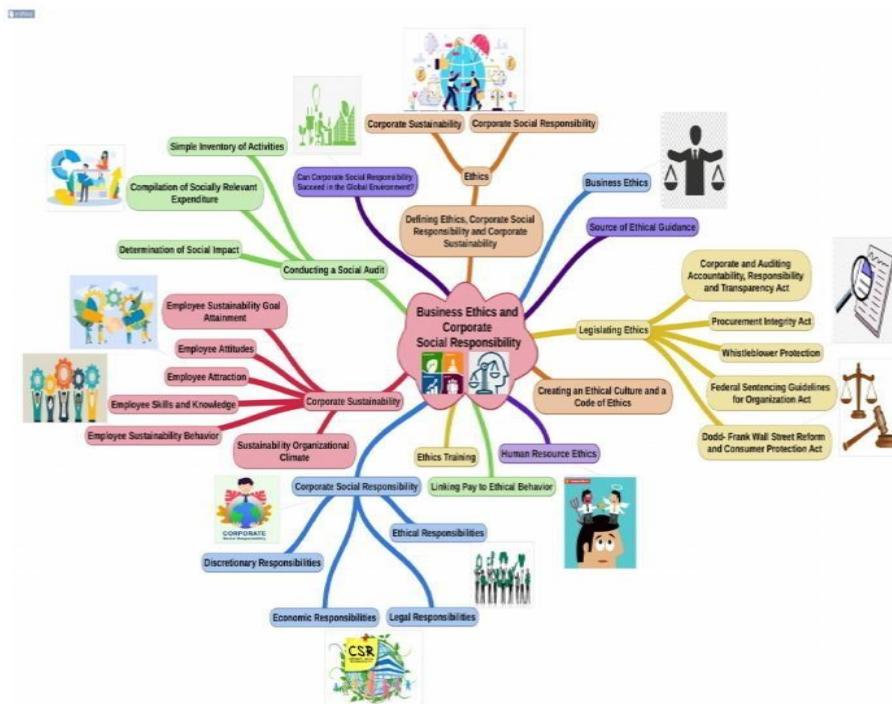 Corporate Sustainability
Corporate Social Responsibility
Ethics
Defining Ethics, Corporate Social
Responsibility and Corporate
Sustainability
Simple Inventory of Activities
Compilation of Socially Relevant
Expenditure
Determination of Social Impact
Conducting a Social Audit
Can Corporate Social Responsibility
Succeed in the Global Environment?
Business Ethics
Source of Ethical Guidance
Business Ethics and
Corporate
Social Responsibility
Legislating Ethics
Corporate and Auditing
Accountability, Responsibility
and Transparency Act
Procurement Integrity Act
Whistleblower Protection
Federal Sentencing Guidelines
for Organization Act
Dodd- Frank Wall Street Reform
and Consumer Protection Act
Employee Sustainability Goal
Attainment
Employee Attitudes
Employee Attraction
Employee Skills and Knowledge
Employee Sustainability Behavior
Corporate Sustainability
Sustainability Organizational
Climate
Creating an Ethical Culture and a
Code of Ethics
Ethics Training
Human Resource Ethics
Linking Pay to Ethical Behavior
Corporate Social Responsibility
Ethical Responsibilities
Discretionary Responsibilities
Economic Responsibilities
Legal Responsibilities
CORPORATE
CSR